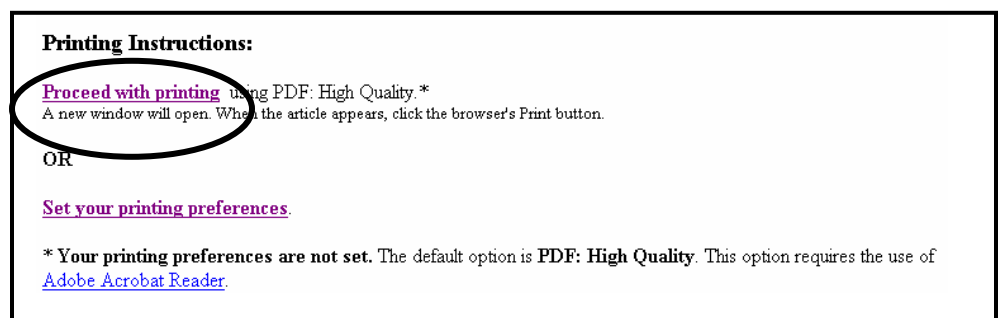 Printing Instructions:
Proceed with printing using PDF: High Quality.*
A new window will open. When the article appears, click the browser's Print button.
OR
Set your printing preferences.
* Your printing preferences are not set. The default option is PDF: High Quality. This option requires the use of
Adobe Acrobat Reader.